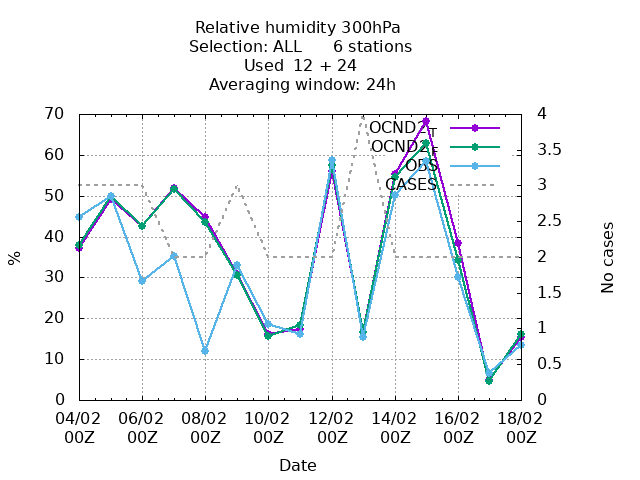 Relative humidity 300hPa
Selection: ALL      6 stations
Used  12 + 24
Averaging window: 24h
OCND2
OCND2
OBS
CASES
70
60
50
40
30
20
10
0
4
3.5
3
2.5
2
1.5
1
0.5
0
%
No cases
04/02 06/02 08/02 10/02 12/02 14/02 16/02 18/02
00Z 00Z 00Z 00Z 00Z 00Z 00Z 00Z
Date